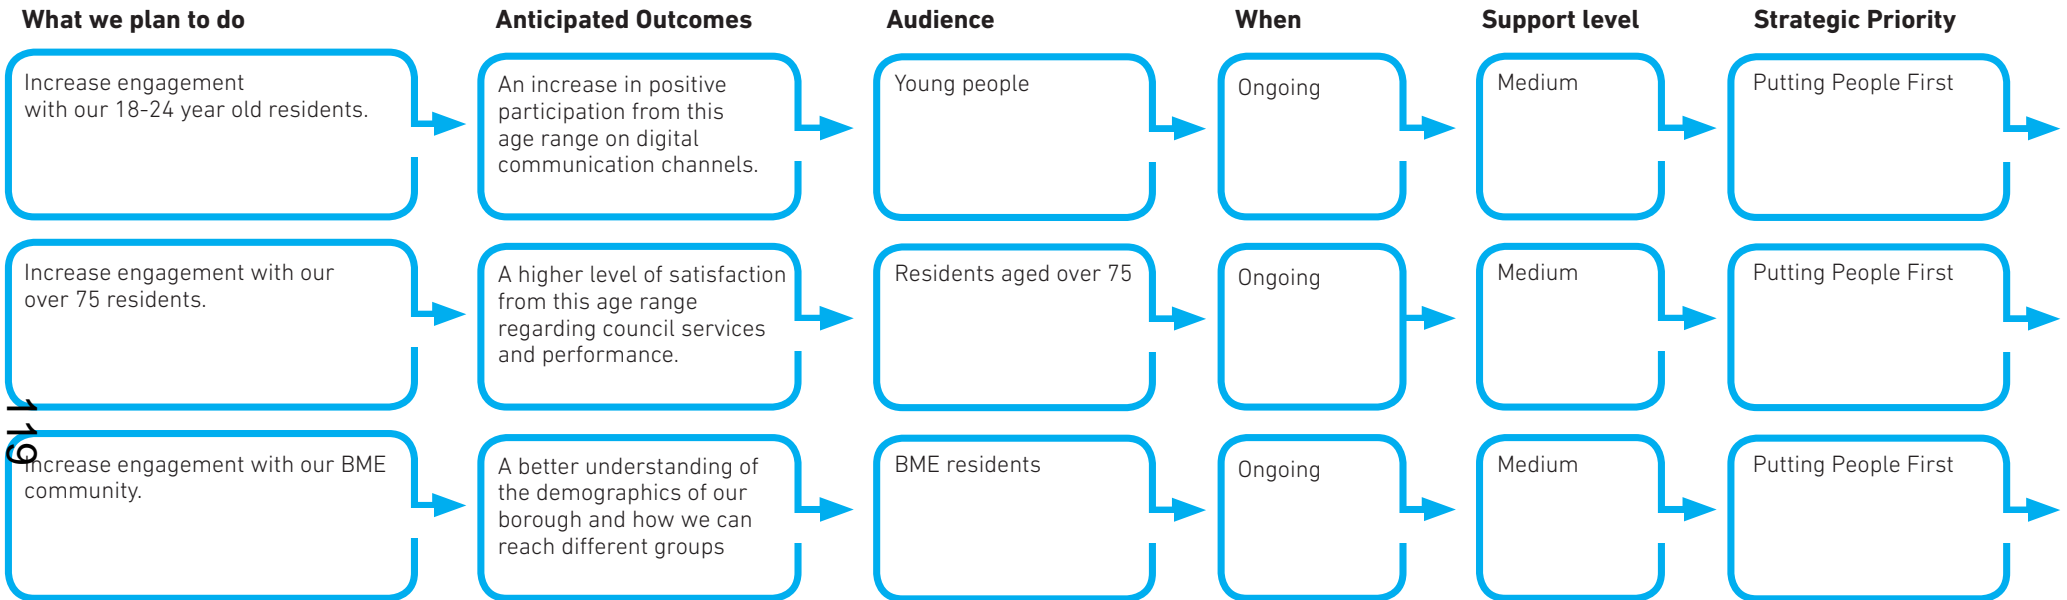 What we plan to do
Anticipated Outcomes
Audience
When
Support level
Strategic Priority
Increase engagement
with our 18-24 year old residents.
An increase in positive
participation from this
age range on digital
communication channels.
Young people
Ongoing
Medium
Putting People First
Increase engagement with our
over 75 residents.
A higher level of satisfaction
from this age range
regarding council services
and performance.
Residents aged over 75
Ongoing
Medium
Putting People First
119
Increase engagement with our BME
community.
A better understanding of
the demographics of our
borough and how we can
reach different groups
BME residents
Ongoing
Medium
Putting People First